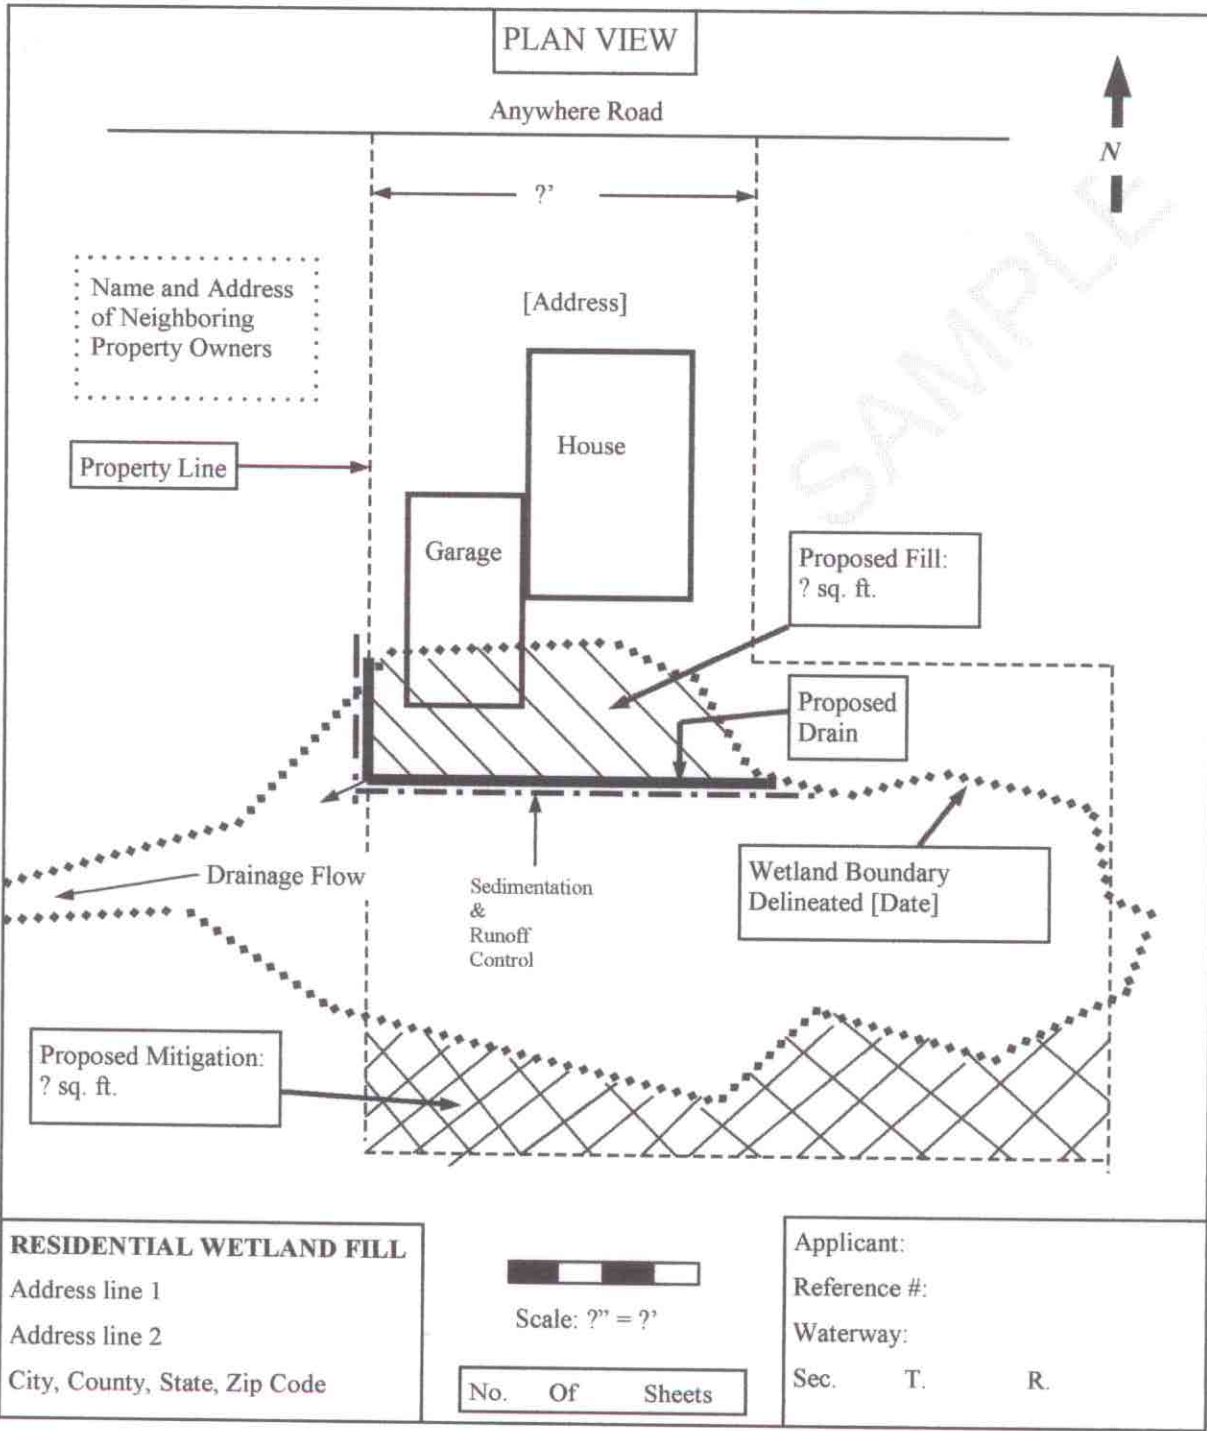 PLAN VIEW
Anywhere Road
N
?’
Name and Address
of Neighboring
Property Owners
[Address]
SAMPLE
House
Property Line
Garage
Proposed Fill:
? sq. ft.
Proposed
Drain
Drainage Flow
Sedimentation
&
Runoff
Control
Wetland Boundary
Delineated [Date]
Proposed Mitigation:
? sq. ft.
RESIDENTIAL WETLAND FILL
Address line 1
Address line 2
City, County, State, Zip Code
Scale: ?” = ?’
No. Of Sheets
Applicant:
Reference #:
Waterway:
Sec. T. R.